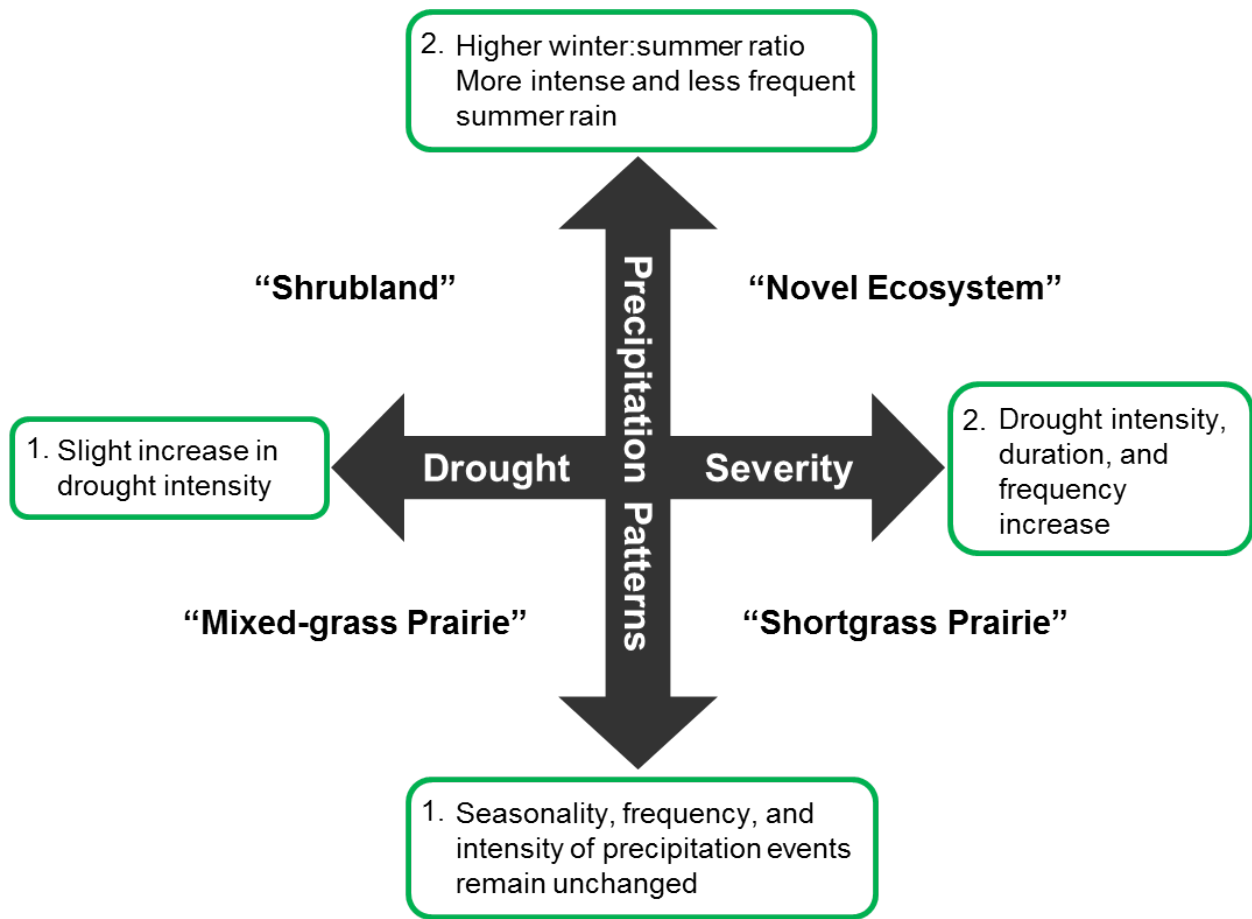 2. Higher winter:summer ratio
More intense and less frequent
summer rain
“Shrubland”
“Novel Ecosystem”
Precipitation Patterns
1. Slight increase in
drought intensity
Drought
Severity
2. Drought intensity,
duration, and
frequency
increase
“Mixed-grass Prairie”
“Shortgrass Prairie”
1. Seasonality, frequency, and
intensity of precipitation events
remain unchanged